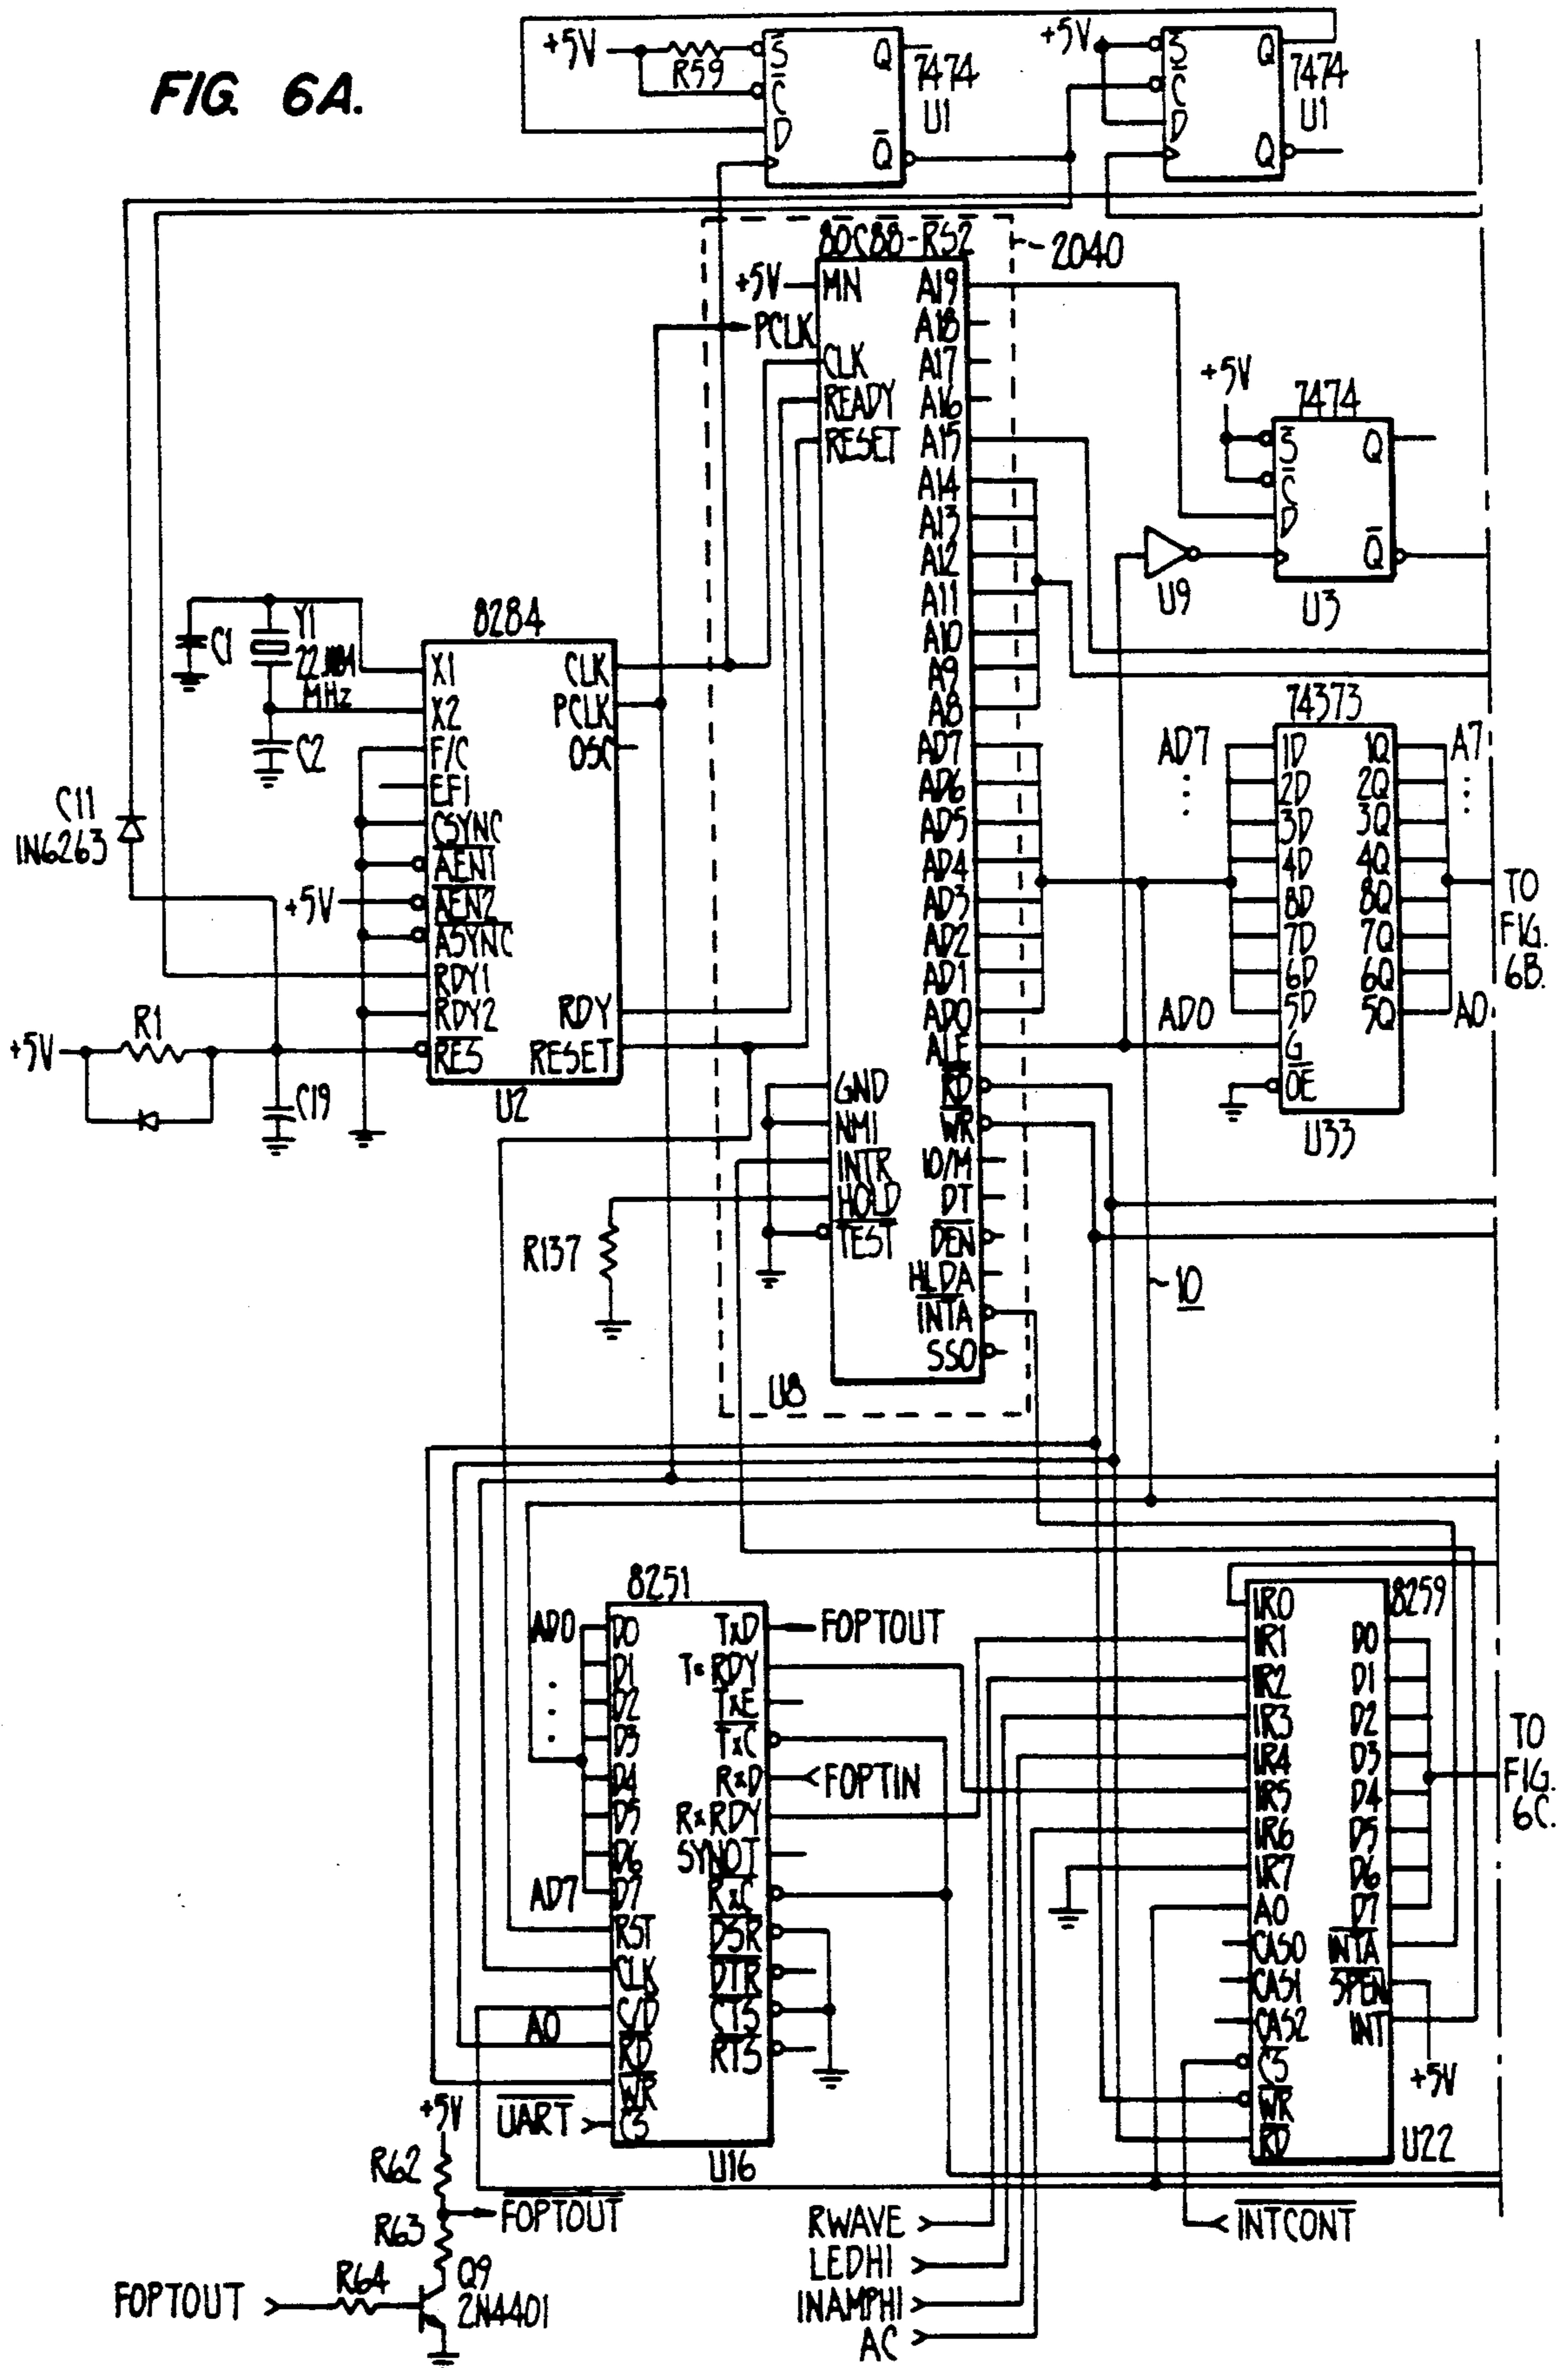 FIG. 6A.
+5V
R59
S
C
D
Q
Q
7474
U1
+5V
S
C
D
Q
Q
7474
U1
80C88-RS2
2040
+5V
MN
PCLK
CLK
READY
RESET
A19
A18
A17
A16
A15
A14
A13
A12
A11
A10
A9
A8
AD7
AD6
AD5
AD4
AD3
AD2
AD1
AD0
ALE
RD
WR
IO/M
DT
DEN
HLDA
INTA
SSO
GND
NMI
INTR
HOLD
TEST
U8
R137
10
+5V
7474
S
C
D
Q
Q
U9
U3
C1
Y1
MHz
C2
8284
X1
X2
F/C
EFI
CSYNC
AEN1
+5V
AEN2
ASYNC
RDY1
RDY2
RES
CLK
PCLK
OSC
RDY
RESET
U2
C11
1N6263
+5V
R1
C19
74373
AD7
AD0
1D
2D
3D
4D
8D
7D
6D
5D
G
OE
1Q
2Q
3Q
4Q
8Q
7Q
6Q
5Q
A7
A0
U33
TO
FIG.
6B.
8251
AD0
AD7
D0
D1
D2
D3
D4
D5
D6
D7
RST
CLK
C/D
A0
RD
WR
UART
CS
TxD
FOPTOUT
TxRDY
TxE
TxC
RxD
FOPTIN
RxRDY
SYNOT
RxC
DSR
DTR
CTS
RTS
U16
8259
IR0
IR1
IR2
IR3
IR4
IR5
IR6
IR7
A0
CAS0
CAS1
CAS2
CS
WR
RD
D0
D1
D2
D3
D4
D5
D6
D7
INTA
SPEN
INT
+5V
U22
TO
FIG.
6C.
+5V
R62
FOPTOUT
R63
Q9
2N4401
R64
FOPTOUT
RWAVE
LEDHI
INAMPHI
AC
INTCONT